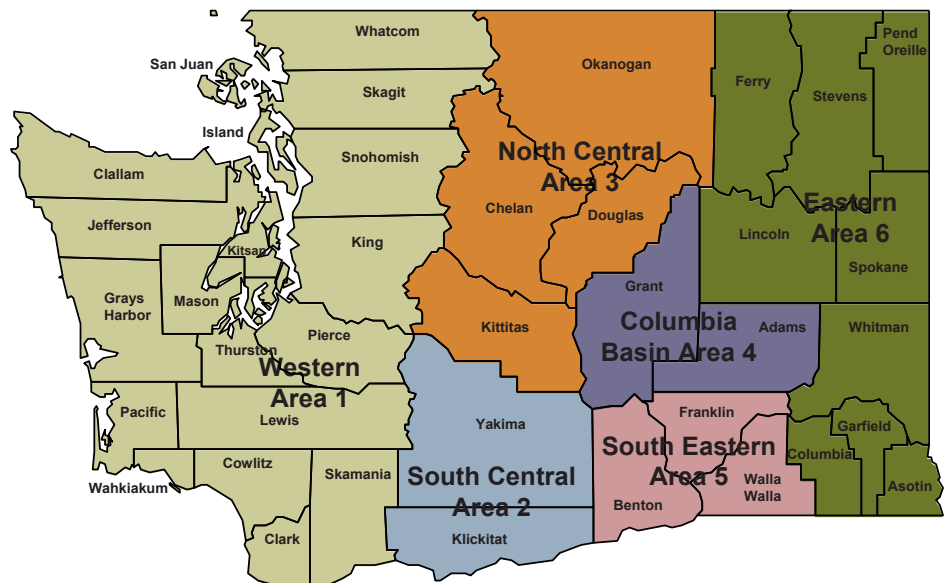 Whatcom
San Juan
Skagit
Island
Snohomish
Clallam
Jefferson
King
Kitsap
Grays
Harbor
Mason
Pierce
Thurston
Western
Area 1
Pacific
Lewis
Wahkiakum
Cowlitz
Skamania
Clark
Okanogan
North Central
Area 3
Chelan
Douglas
Kittitas
Yakima
South Central
Area 2
Klickitat
Grant
Columbia
Basin Area 4
Adams
Franklin
South Eastern
Area 5
Benton
Walla
Walla
Ferry
Stevens
Pend
Oreille
Eastern
Area 6
Lincoln
Spokane
Whitman
Garfield
Columbia
Asotin